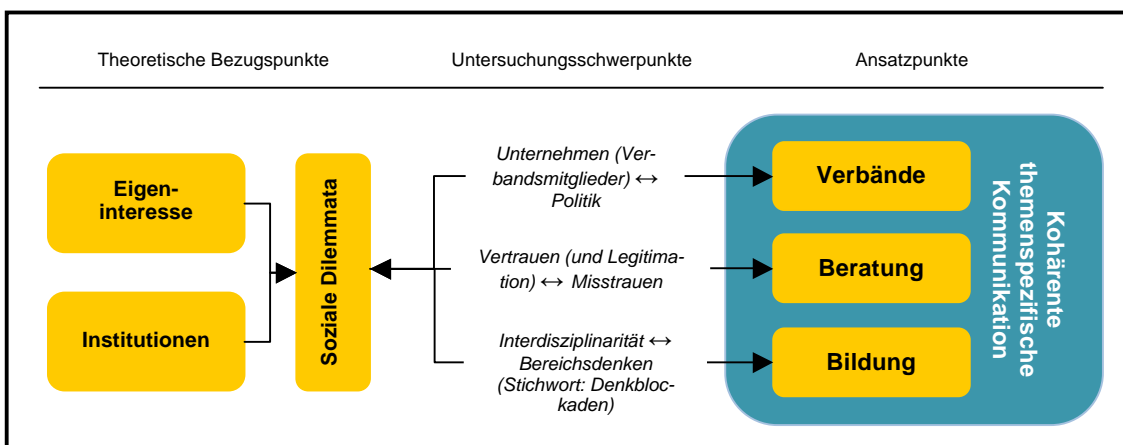 Theoretische Bezugspunkte
Untersuchungsschwerpunkte
Ansatzpunkte
Eigen-
interesse
Institutionen
Soziale Dilemmata
Unternehmen (Ver-
bandsmitglieder) ↔
Politik
Vertrauen (und Legitima-
tion) ↔ Misstrauen
Interdisziplinarität ↔
Bereichsdenken
(Stichwort: Denkbloc-
kaden)
Verbände
Beratung
Bildung
Kohärente
themenspezifische
Kommunikation